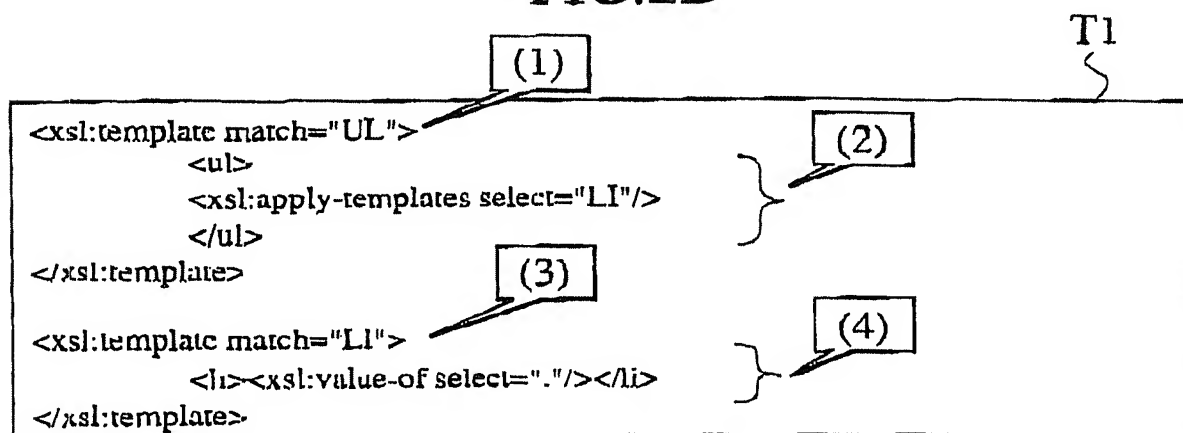 T1
(1)
<xsl:template match="UL">
<ul>
(2)
<xsl:apply-templates select="LI"/>
</ul>
</xsl:template>
(3)
<xsl:template match="LI">
(4)
<li><xsl:value-of select="."/></li>
</xsl:template>